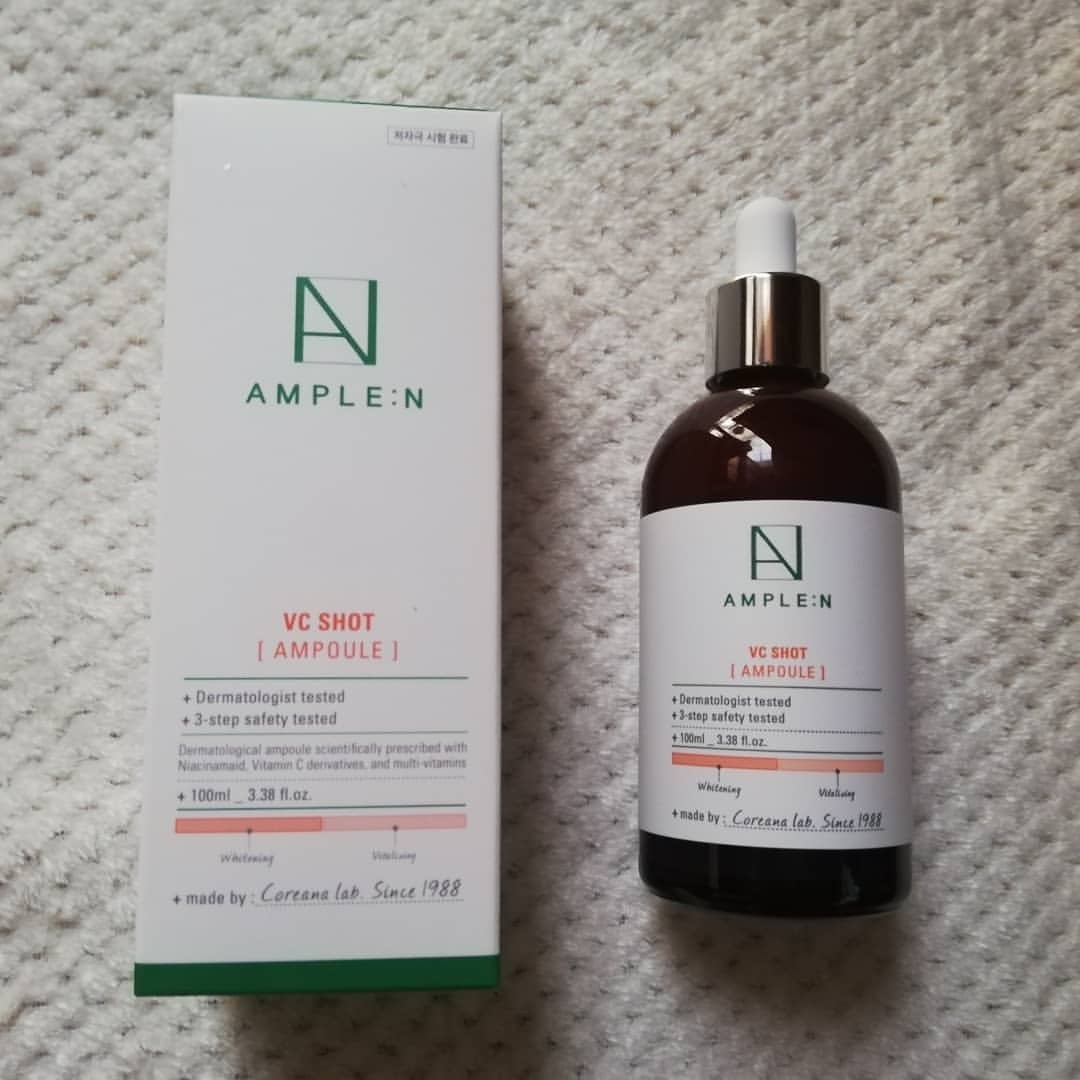 저자극 시험 완료
AMPLE:N
VC SHOT
[ AMPOULE ]
+ Dermatologist tested
+ 3-step safety tested
Dermatological ampoule scientifically prescribed with
Niacinamaid, Vitamin C derivatives, and multi-vitamins
+ 100ml _ 3.38 fl.oz.
Whitening Vitaliving
+ made by : Coreana lab. Since 1988
AMPLE:N
VC SHOT
[ AMPOULE ]
+ Dermatologist tested
+ 3-step safety tested
+ 100ml _ 3.38 fl.oz.
Whitening Vitaliving
+ made by : Coreana lab. Since 1988